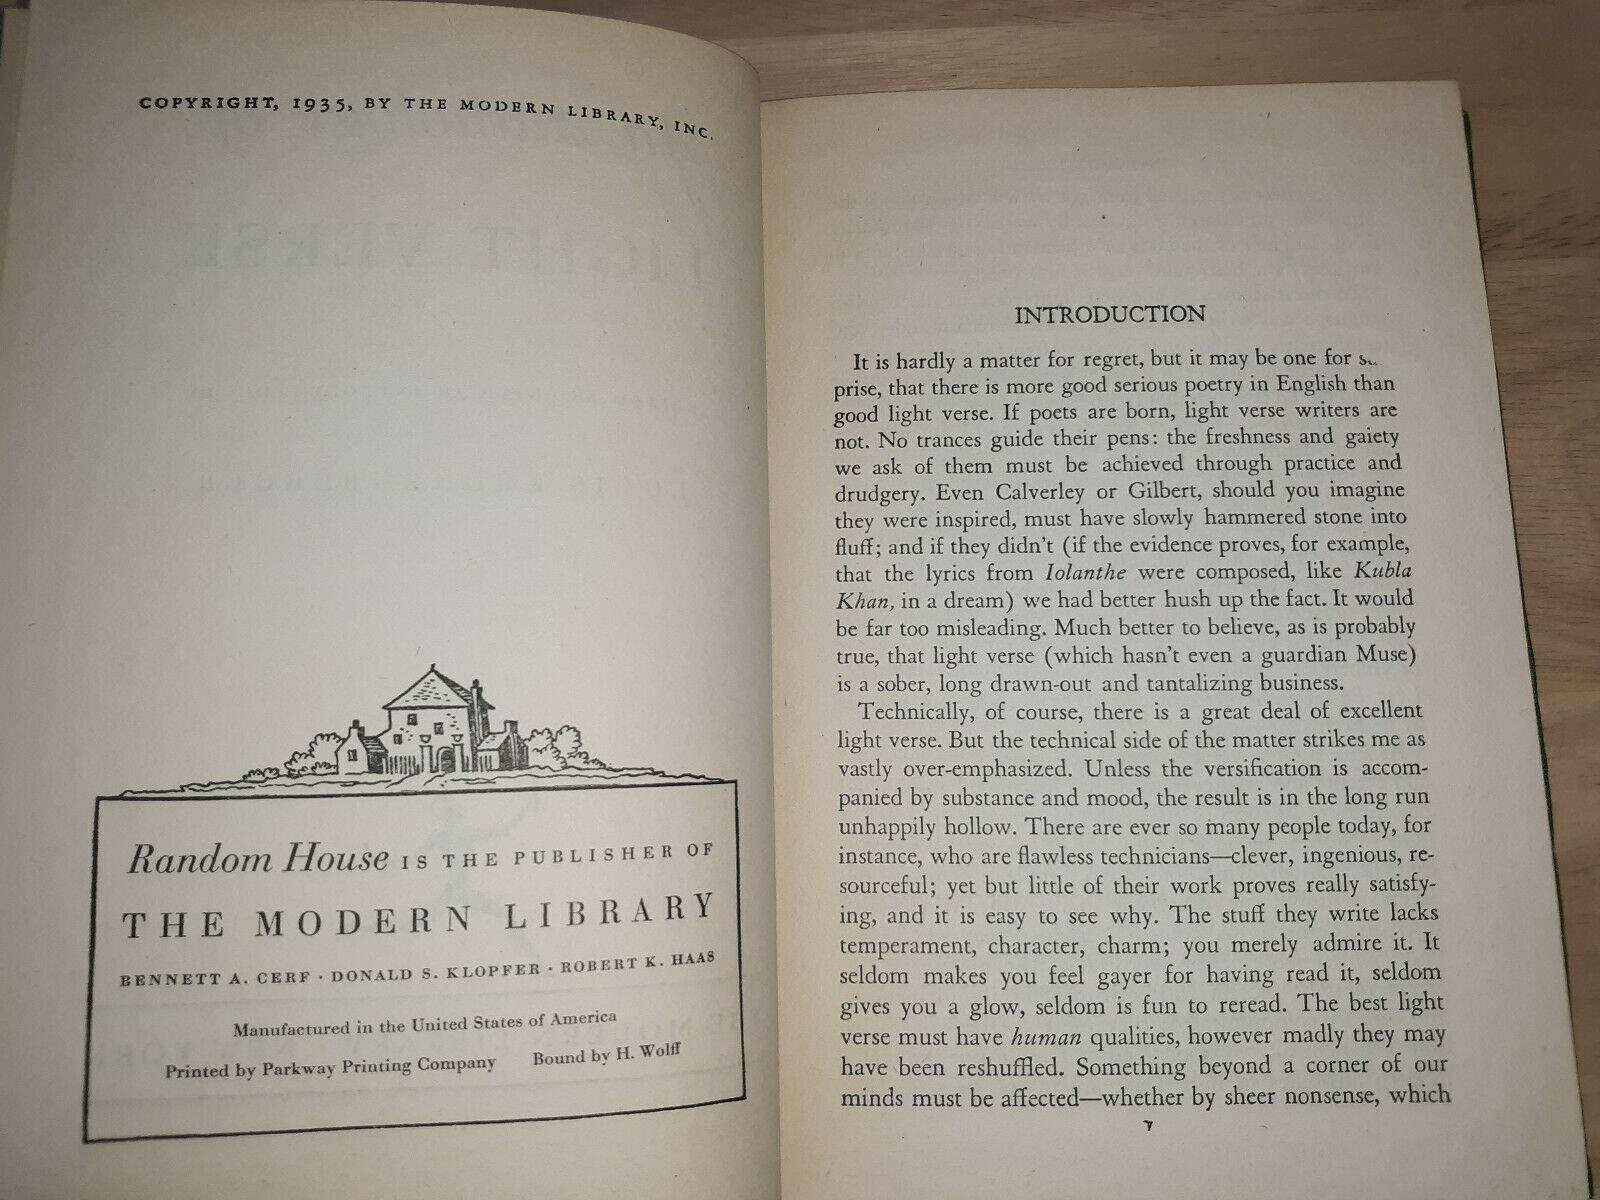 COPYRIGHT, 1935, BY THE MODERN LIBRARY, INC.
Random House IS THE PUBLISHER OF
THE MODERN LIBRARY
BENNETT A. CERF · DONALD S. KLOPFER · ROBERT K. HAAS
Manufactured in the United States of America
Printed by Parkway Printing Company Bound by H. Wolff
INTRODUCTION
It is hardly a matter for regret, but it may be one for
prise, that there is more good serious poetry in English than
good light verse. If poets are born, light verse writers are
not. No trances guide their pens: the freshness and gaiety
we ask of them must be achieved through practice and
drudgery. Even Calverley or Gilbert, should you imagine
they were inspired, must have slowly hammered stone into
fluff; and if they didn't (if the evidence proves, for example,
that the lyrics from Iolanthe were composed, like Kubla
Khan, in a dream) we had better hush up the fact. It would
be far too misleading. Much better to believe, as is probably
true, that light verse (which hasn't even a guardian Muse)
is a sober, long drawn-out and tantalizing business.
Technically, of course, there is a great deal of excellent
light verse. But the technical side of the matter strikes me as
vastly over-emphasized. Unless the versification is accom-
panied by substance and mood, the result is in the long run
unhappily hollow. There are ever so many people today, for
instance, who are flawless technicians—clever, ingenious, re-
sourceful; yet but little of their work proves really satisfy-
ing, and it is easy to see why. The stuff they write lacks
temperament, character, charm; you merely admire it. It
seldom makes you feel gayer for having read it, seldom
gives you a glow, seldom is fun to reread. The best light
verse must have human qualities, however madly they may
have been reshuffled. Something beyond a corner of our
minds must be affected—whether by sheer nonsense, which
7